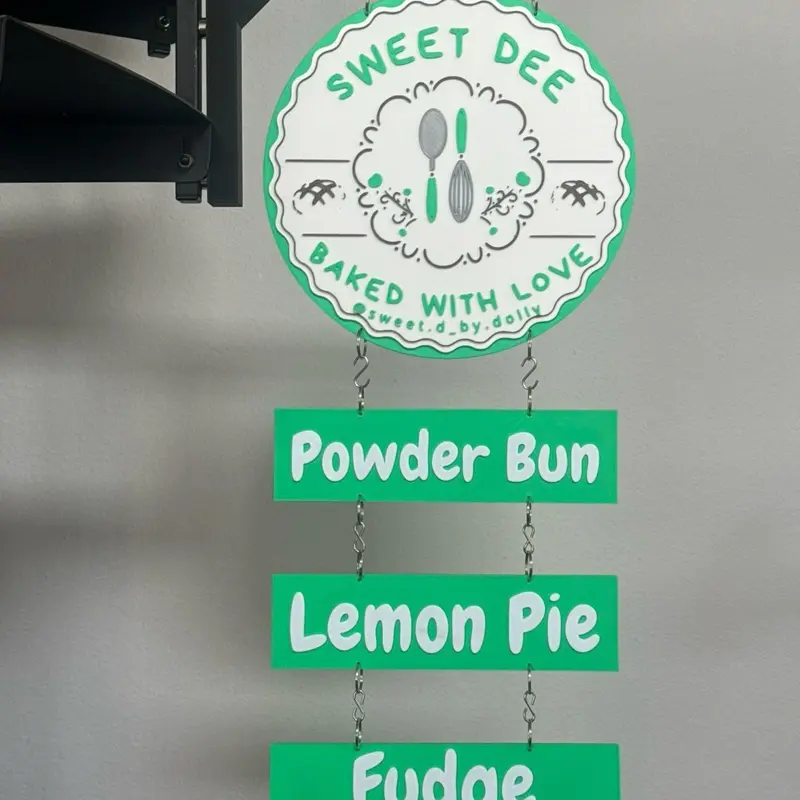 SWEET DEE
BAKED WITH LOVE
@sweet.d_by.dolly
Powder Bun
Lemon Pie
Fudge